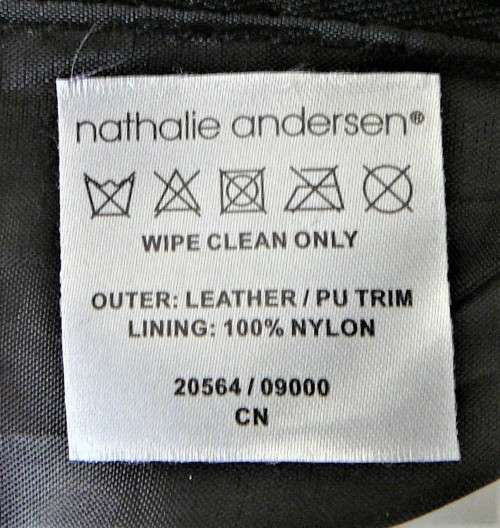 nathalie andersen®
WIPE CLEAN ONLY
OUTER: LEATHER / PU TRIM
LINING: 100% NYLON
20564 / 09000
CN